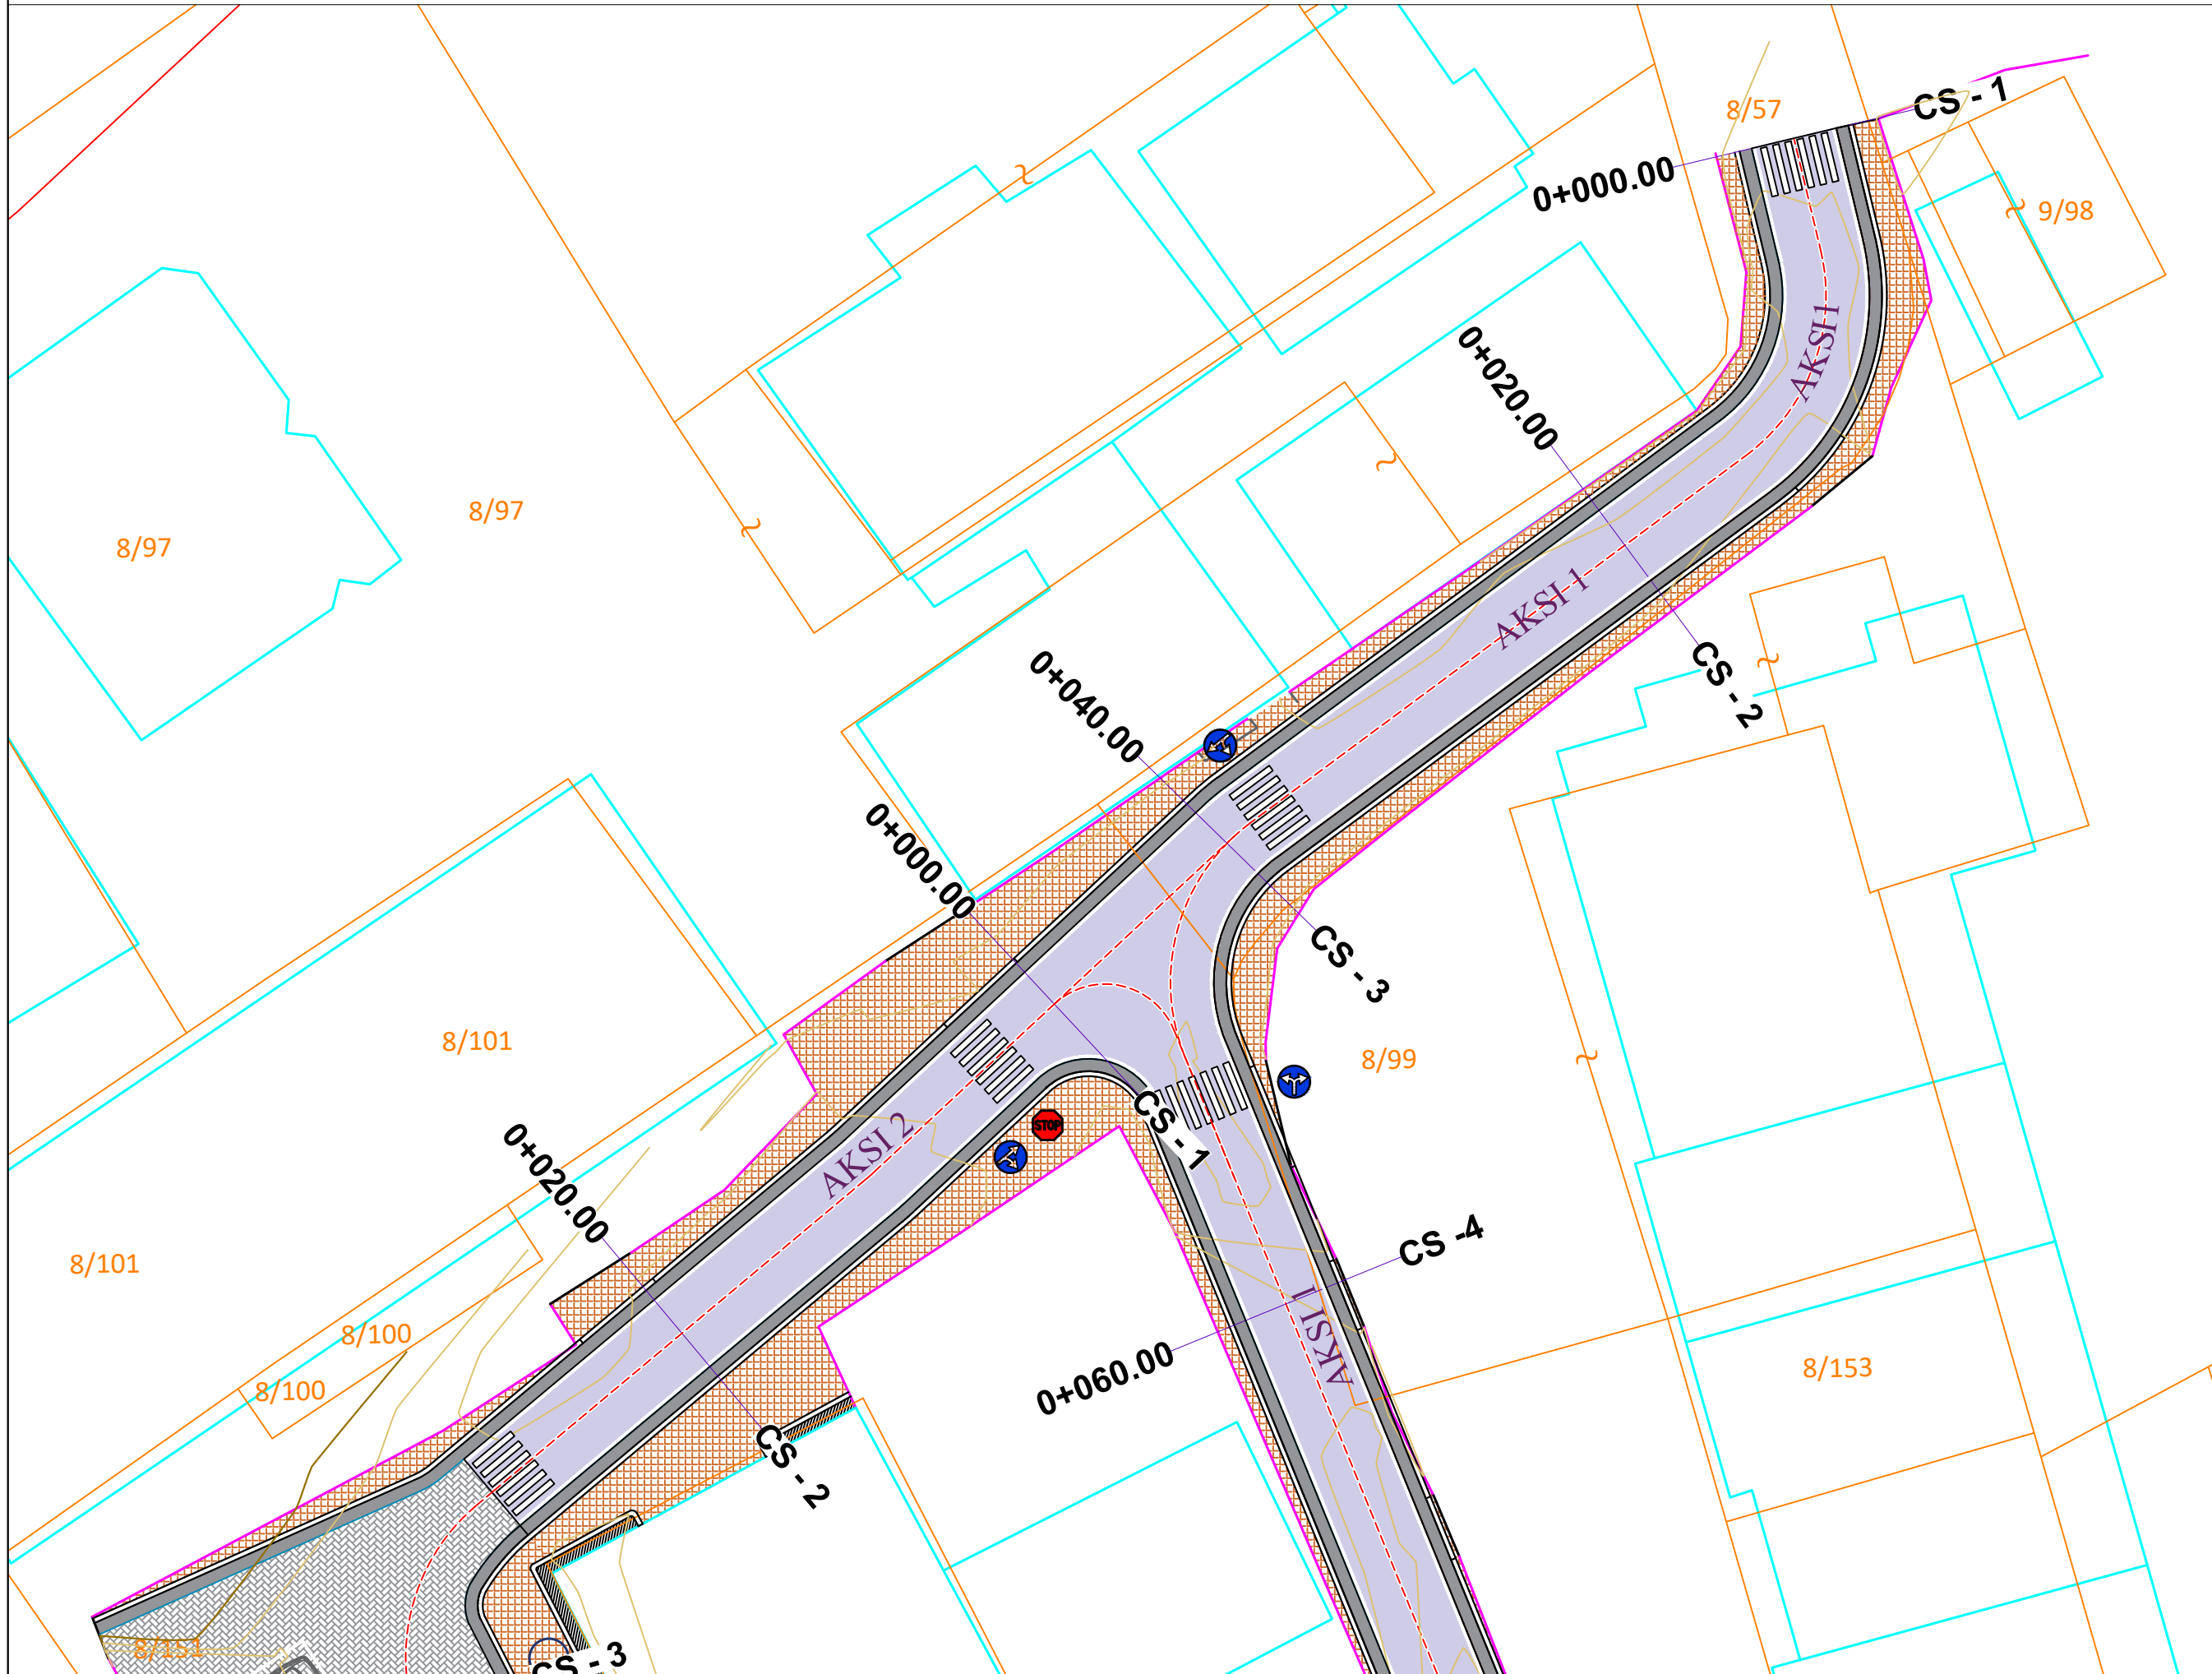 8/57
CS - 1
0+000.00
9/98
AKSI 1
0+020.00
8/97
8/97
AKSI 1
CS - 2
0+040.00
0+000.00
CS - 3
8/101
8/99
CS - 1
STOP
AKSI 2
0+020.00
CS -4
8/101
AKSI 1
8/100
0+060.00
8/153
8/100
CS - 2
8/151
CS - 3